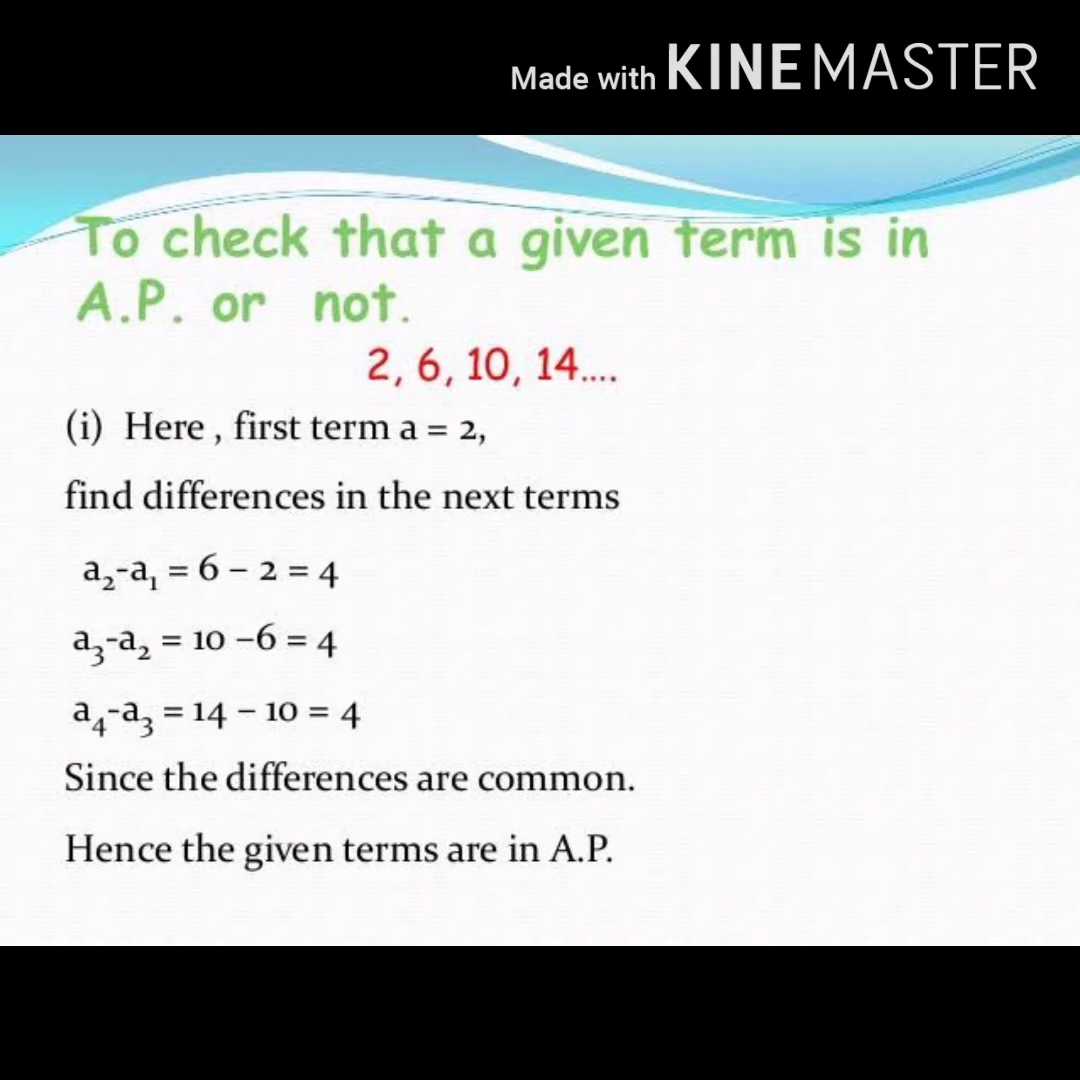 Made with KINEMASTER
To check that a given term is in
A.P. or not.
2, 6, 10, 14....
(i) Here , first term a = 2,
find differences in the next terms
a₂-a₁ = 6 – 2 = 4
a₃-a₂ = 10 –6 = 4
a₄-a₃ = 14 – 10 = 4
Since the differences are common.
Hence the given terms are in A.P.